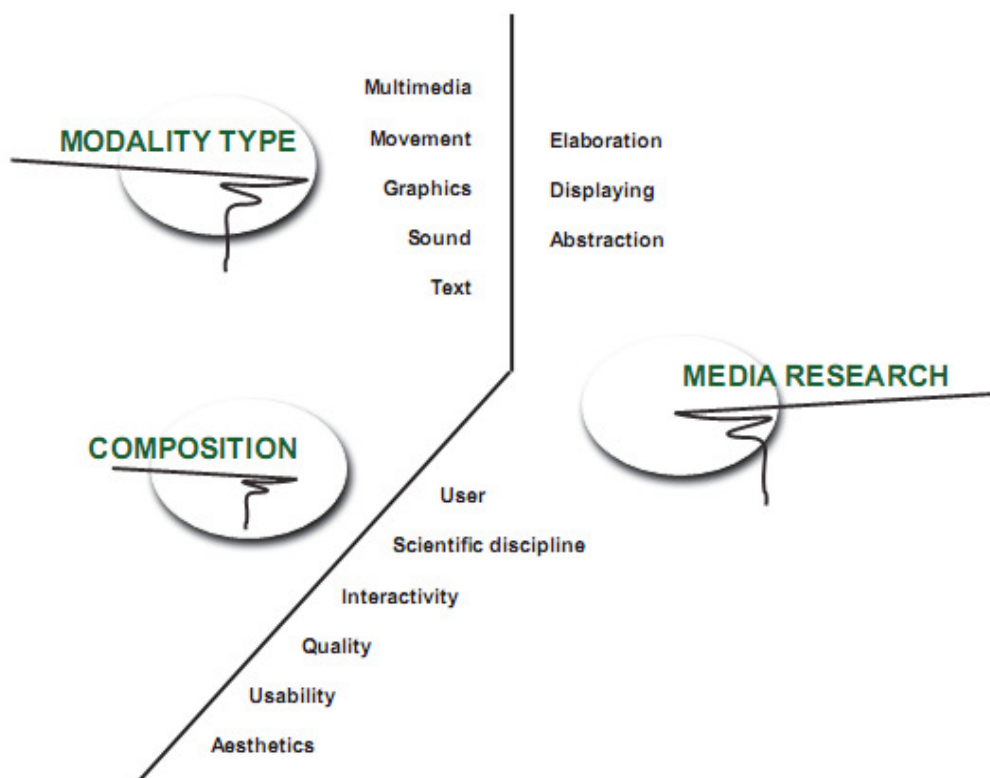 Multimedia
MODALITY TYPE
Movement
Graphics
Sound
Text
Elaboration
Displaying
Abstraction
MEDIA RESEARCH
COMPOSITION
User
Scientific discipline
Interactivity
Quality
Usability
Aesthetics